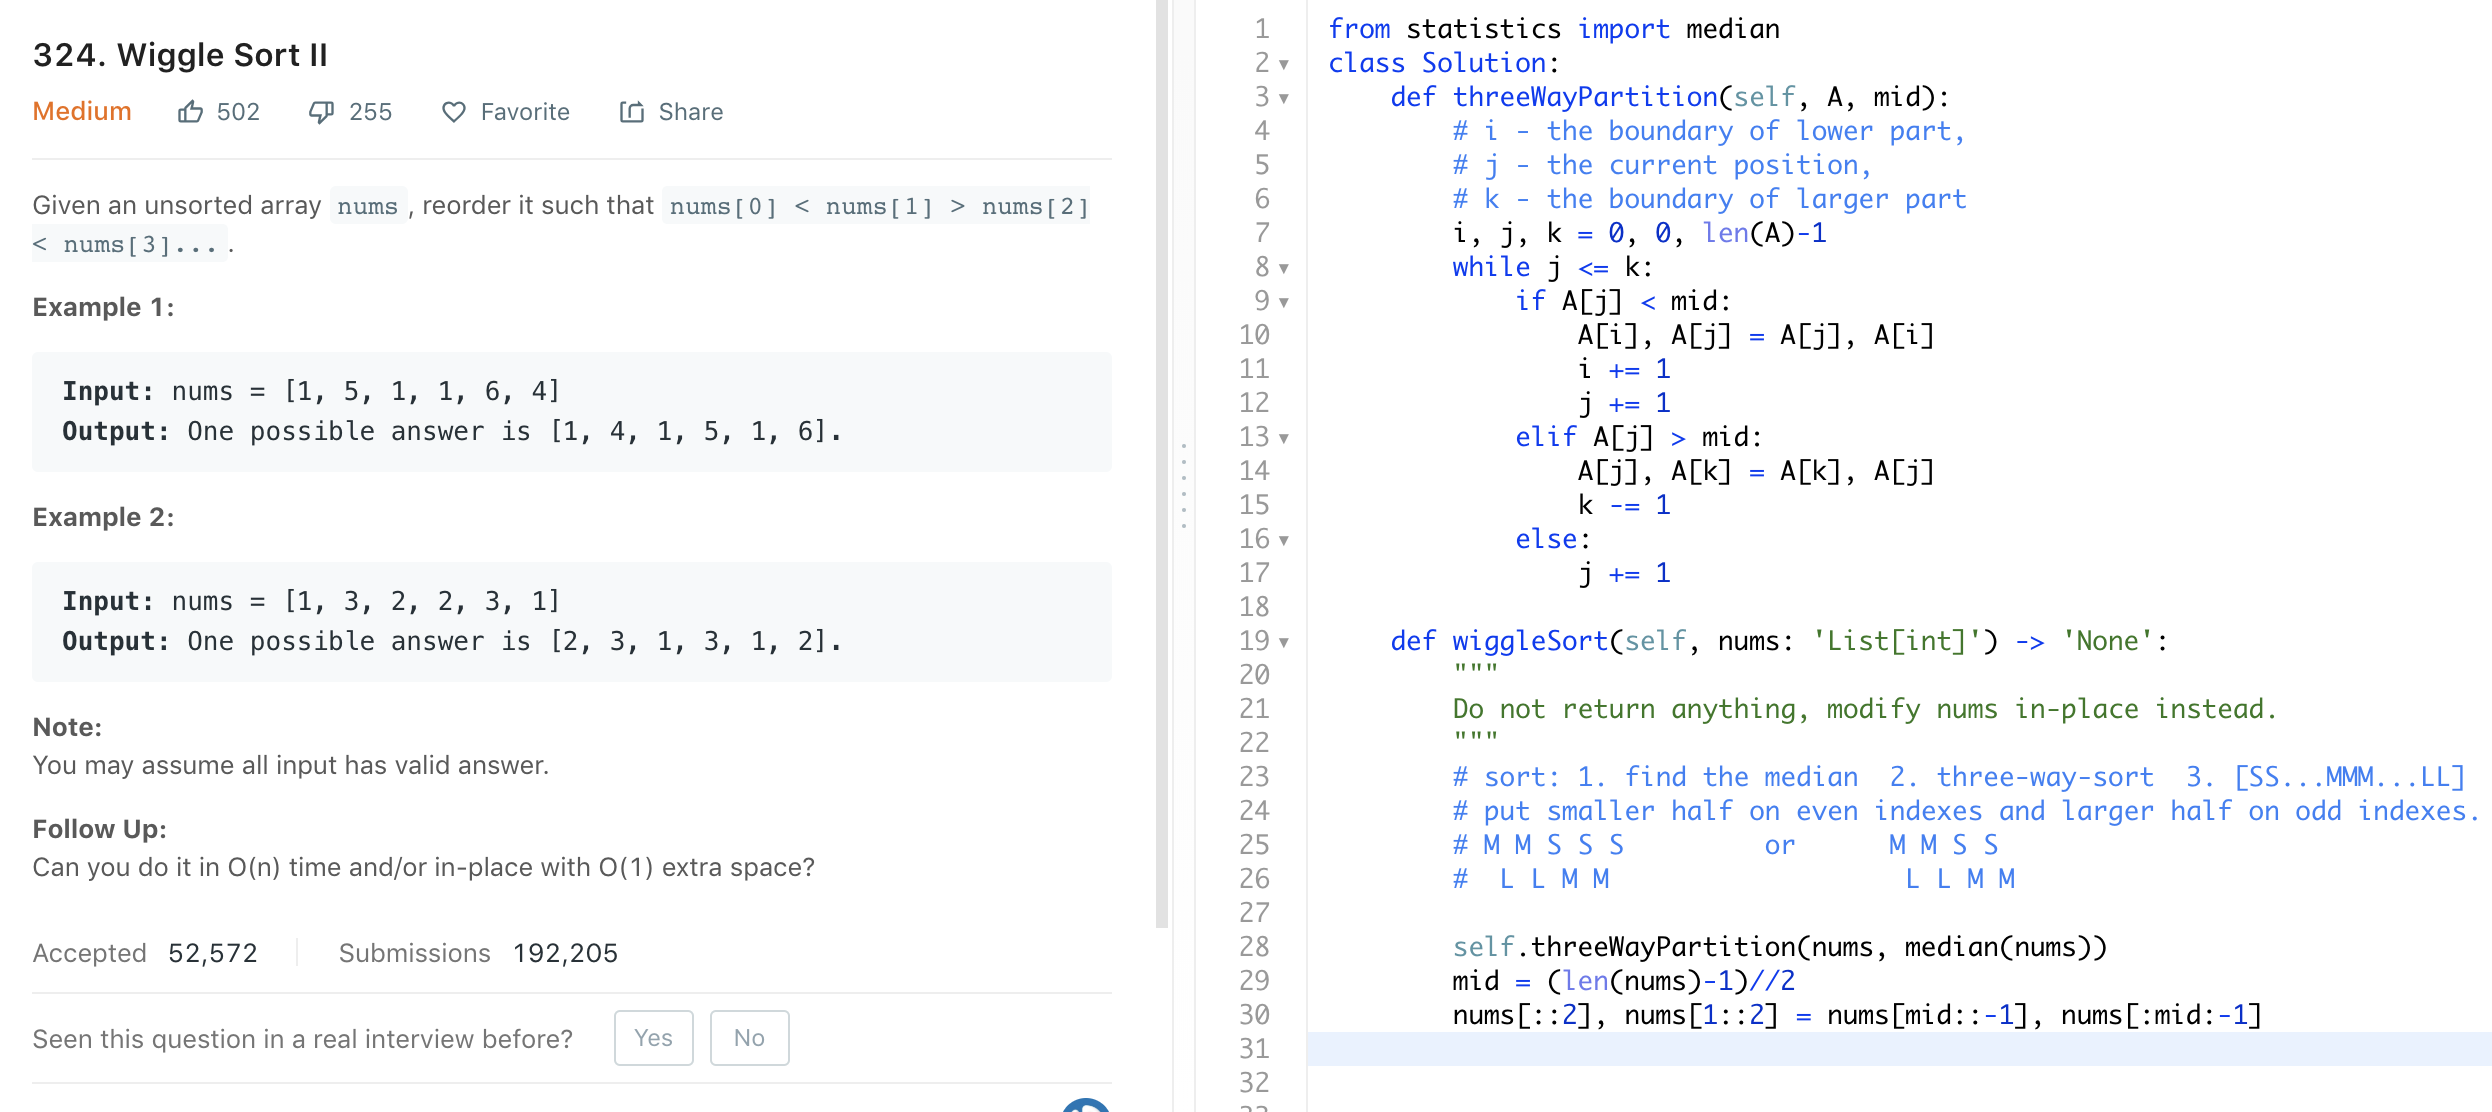 324. Wiggle Sort II
Medium 502 255 Favorite Share
Given an unsorted array nums , reorder it such that nums[0] < nums[1] > nums[2]
< nums[3]... .
Example 1:
Input: nums = [1, 5, 1, 1, 6, 4]
Output: One possible answer is [1, 4, 1, 5, 1, 6].
Example 2:
Input: nums = [1, 3, 2, 2, 3, 1]
Output: One possible answer is [2, 3, 1, 3, 1, 2].
Note:
You may assume all input has valid answer.
Follow Up:
Can you do it in O(n) time and/or in-place with O(1) extra space?
Accepted 52,572 Submissions 192,205
Seen this question in a real interview before? Yes No
1 from statistics import median
2 class Solution:
3     def threeWayPartition(self, A, mid):
4         # i - the boundary of lower part,
5         # j - the current position,
6         # k - the boundary of larger part
7         i, j, k = 0, 0, len(A)-1
8         while j <= k:
9             if A[j] < mid:
10                 A[i], A[j] = A[j], A[i]
11                 i += 1
12                 j += 1
13             elif A[j] > mid:
14                 A[j], A[k] = A[k], A[j]
15                 k -= 1
16             else:
17                 j += 1
18
19     def wiggleSort(self, nums: 'List[int]') -> 'None':
20         """
21         Do not return anything, modify nums in-place instead.
22         """
23         # sort: 1. find the median  2. three-way-sort  3. [SS...MMM...LL]
24         # put smaller half on even indexes and larger half on odd indexes.
25         # M M S S S         or      M M S S
26         #  L L M M                   L L M M
27
28         self.threeWayPartition(nums, median(nums))
29         mid = (len(nums)-1)//2
30         nums[::2], nums[1::2] = nums[mid::-1], nums[:mid:-1]
31
32